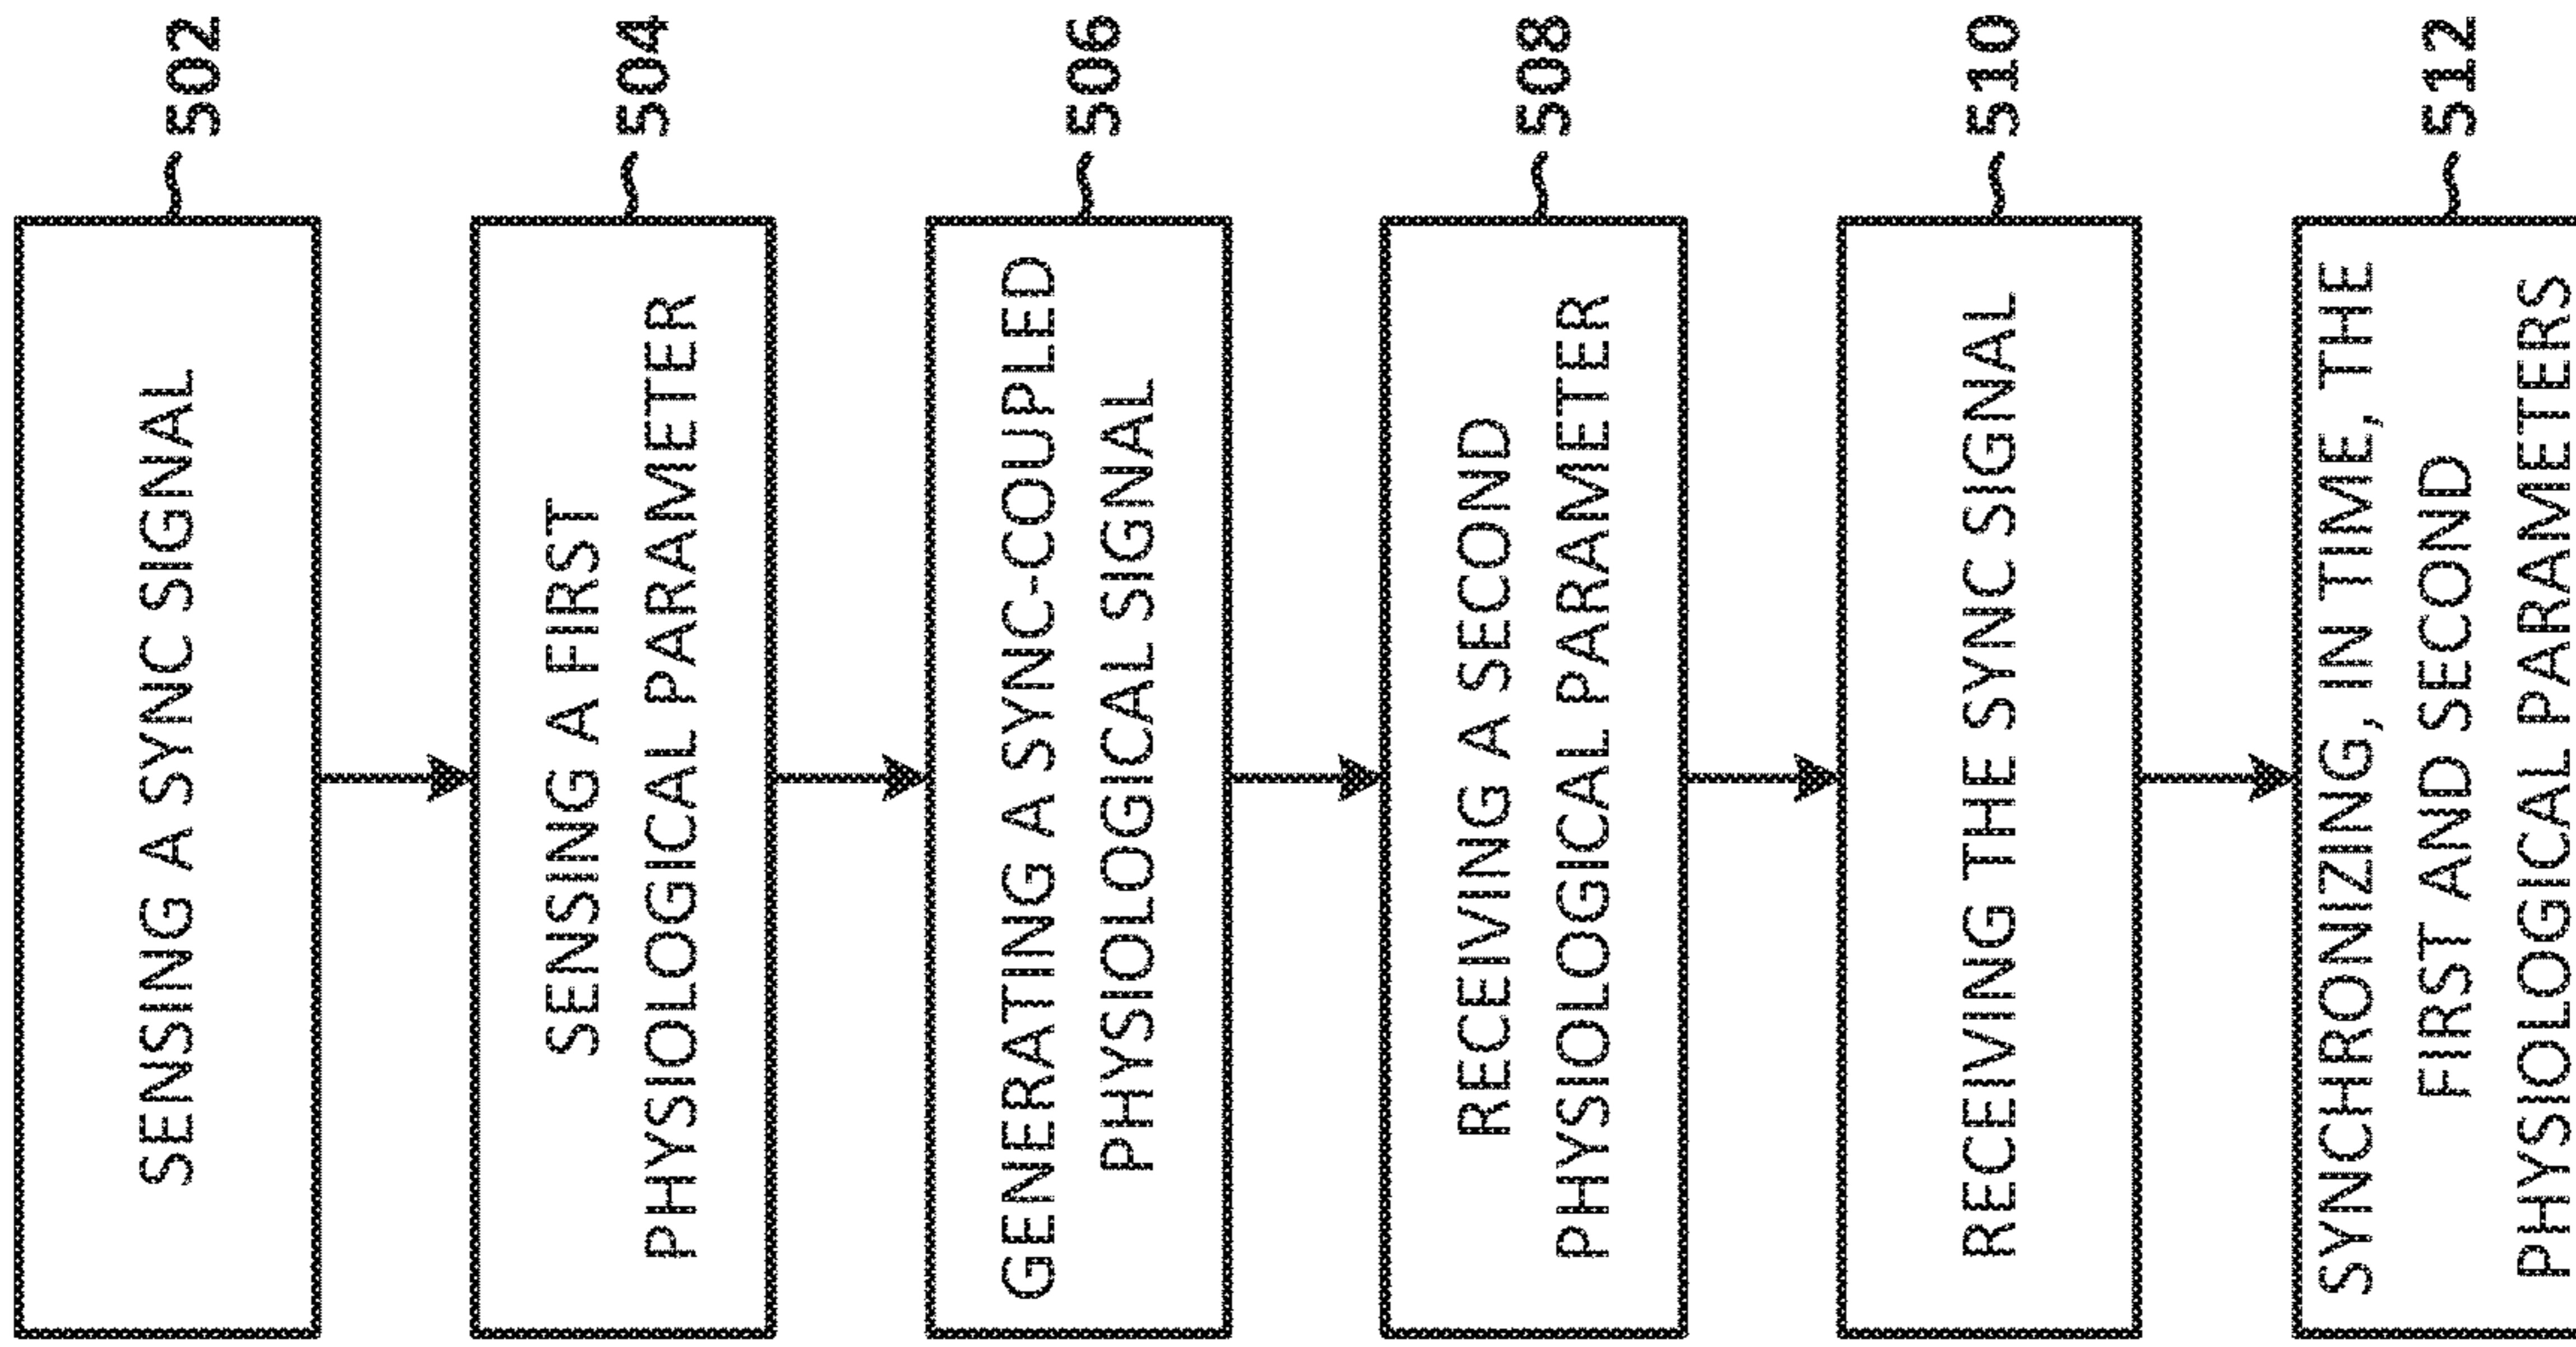 SENSING A SYNC SIGNAL
502
SENSING A FIRST
PHYSIOLOGICAL PARAMETER
504
GENERATING A SYNC-COUPLED
PHYSIOLOGICAL SIGNAL
506
RECEIVING A SECOND
PHYSIOLOGICAL PARAMETER
508
RECEIVING THE SYNC SIGNAL
510
SYNCHRONIZING, IN TIME, THE
FIRST AND SECOND
PHYSIOLOGICAL PARAMETERS
512